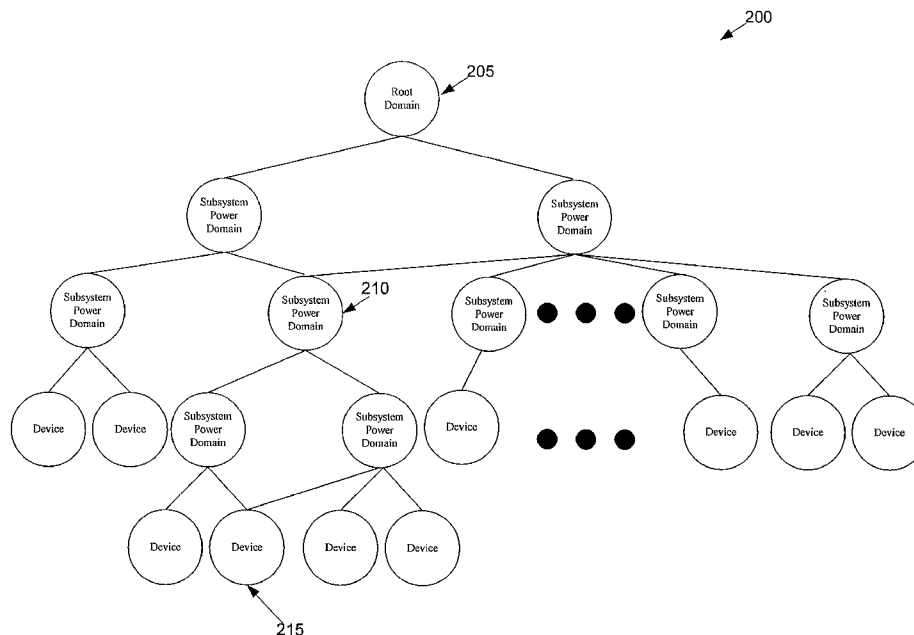 200
205
Root
Domain
Subsystem
Power
Domain
Subsystem
Power
Domain
210
Subsystem
Power
Domain
Subsystem
Power
Domain
Subsystem
Power
Domain
Subsystem
Power
Domain
Subsystem
Power
Domain
Device
Device
Subsystem
Power
Domain
Subsystem
Power
Domain
Device
Device
Device
Device
Device
Device
Device
Device
215